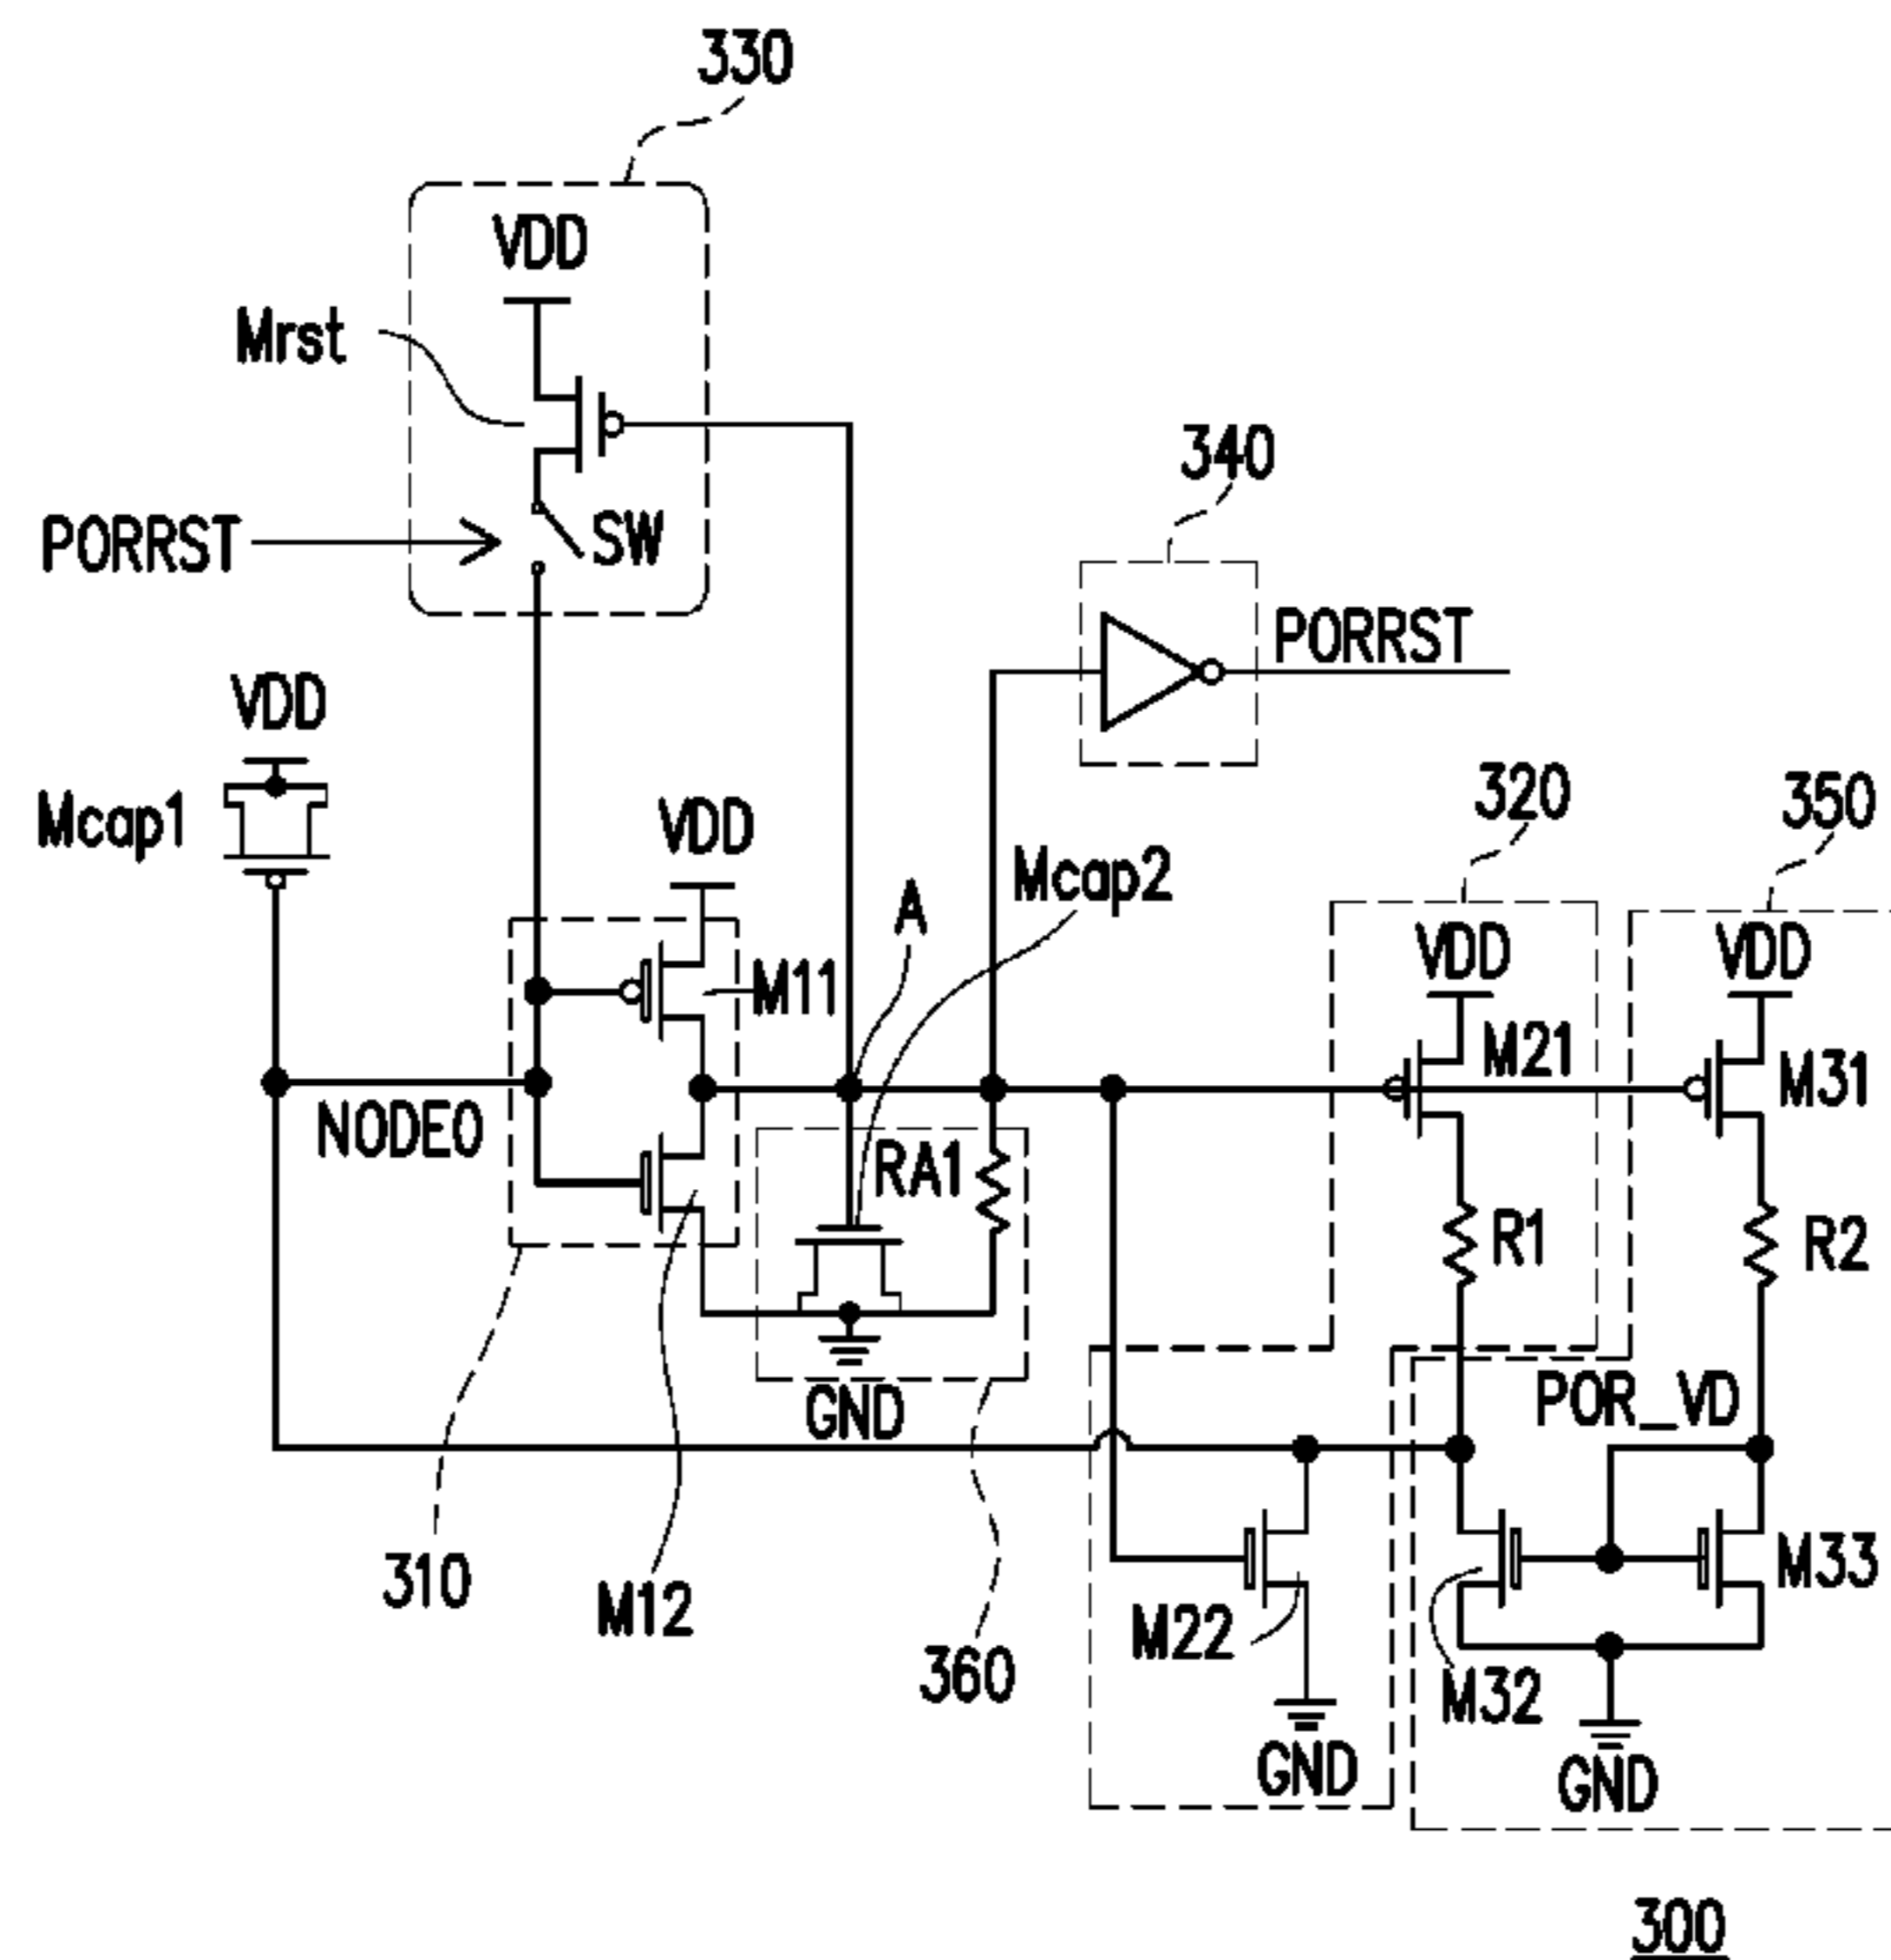 330
VDD
Mrst
340
PORRST
SW
PORRST
VDD
320
350
Mcap1
VDD
Mcap2
A
VDD
VDD
M11
M21
M31
NODE0
RA1
R1
R2
POR_VD
GND
310
M12
M22
M33
360
M32
GND
GND
300